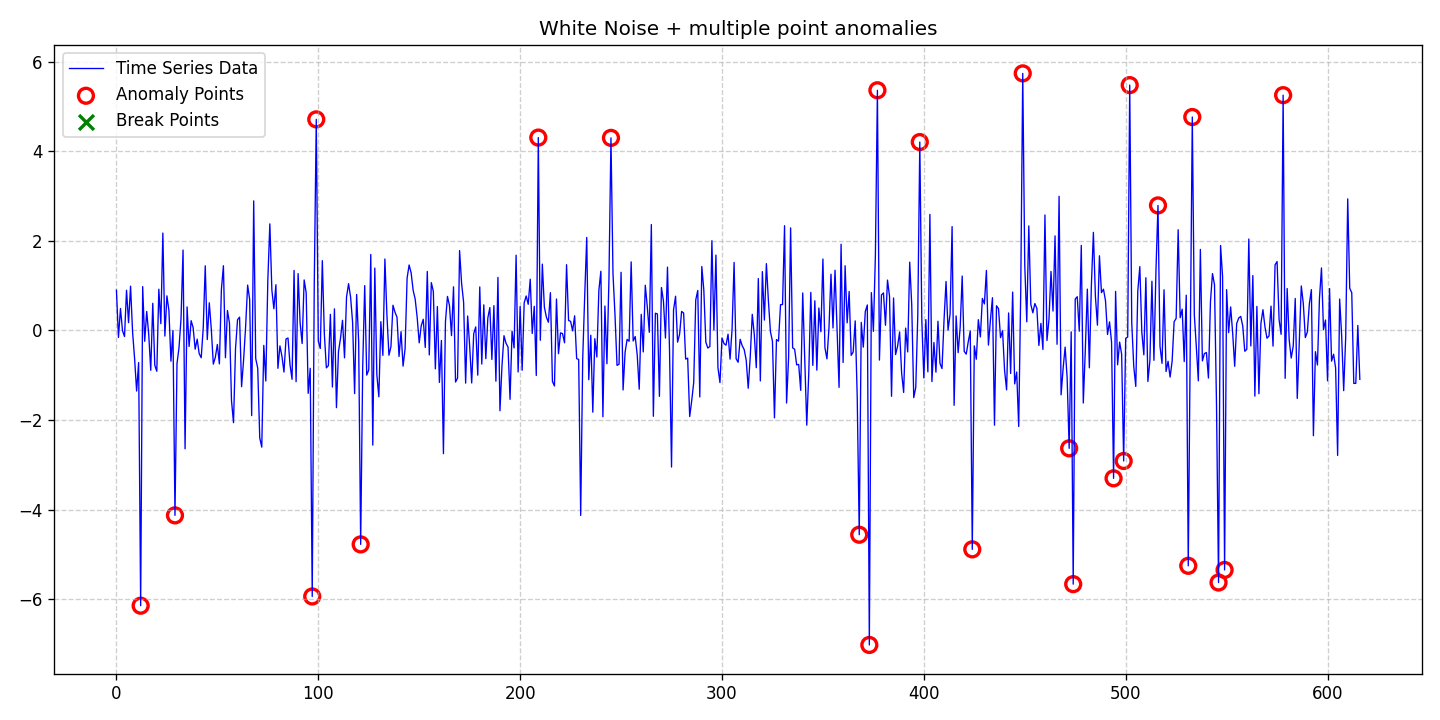 White Noise + multiple point anomalies
Time Series Data
Anomaly Points
Break Points
6
4
2
0
−2
−4
−6
0 100 200 300 400 500 600